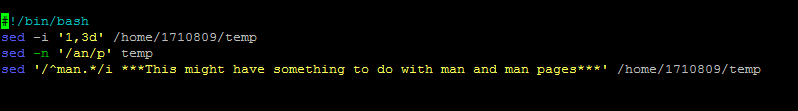 #!/bin/bash
sed -i '1,3d' /home/1710809/temp
sed -n '/an/p' temp
sed '/^man.*/i ***This might have something to do with man and man pages***' /home/1710809/temp